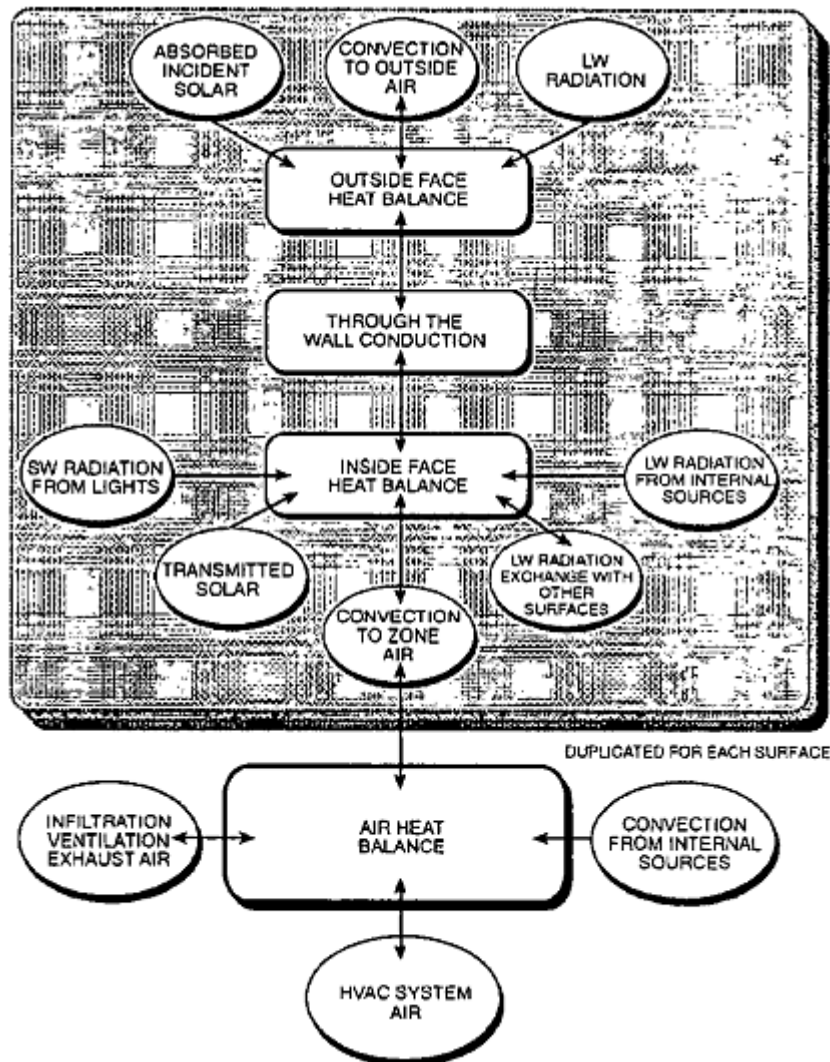 ABSORBED
INCIDENT
SOLAR
CONVECTION
TO OUTSIDE
AIR
LW
RADIATION
OUTSIDE FACE
HEAT BALANCE
THROUGH THE
WALL CONDUCTION
SW RADIATION
FROM LIGHTS
INSIDE FACE
HEAT BALANCE
LW RADIATION
FROM INTERNAL
SOURCES
TRANSMITTED
SOLAR
LW RADIATION
EXCHANGE WITH
OTHER
SURFACES
CONVECTION
TO ZONE
AIR
DUPLICATED FOR EACH SURFACE
INFILTRATION
VENTILATION
EXHAUST AIR
AIR HEAT
BALANCE
CONVECTION
FROM INTERNAL
SOURCES
HVAC SYSTEM
AIR